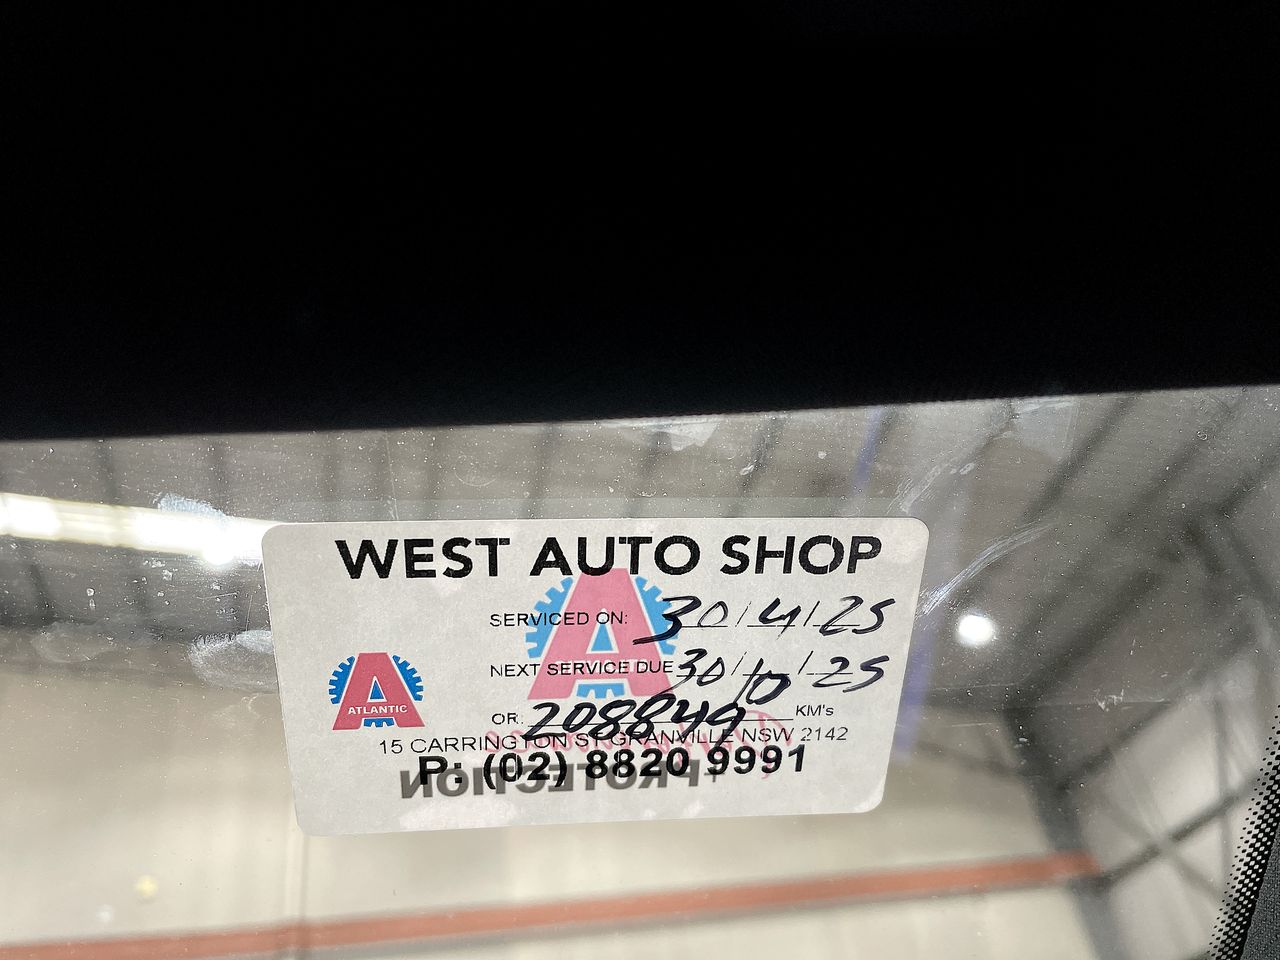 WEST AUTO SHOP
SERVICED ON: 30/4/25
NEXT SERVICE DUE 30/10/25
ATLANTIC
OR: 208849 KM's
15 CARRINGTON ST GRANVILLE NSW 2142
P: (02) 8820 9991
+PROTECTION